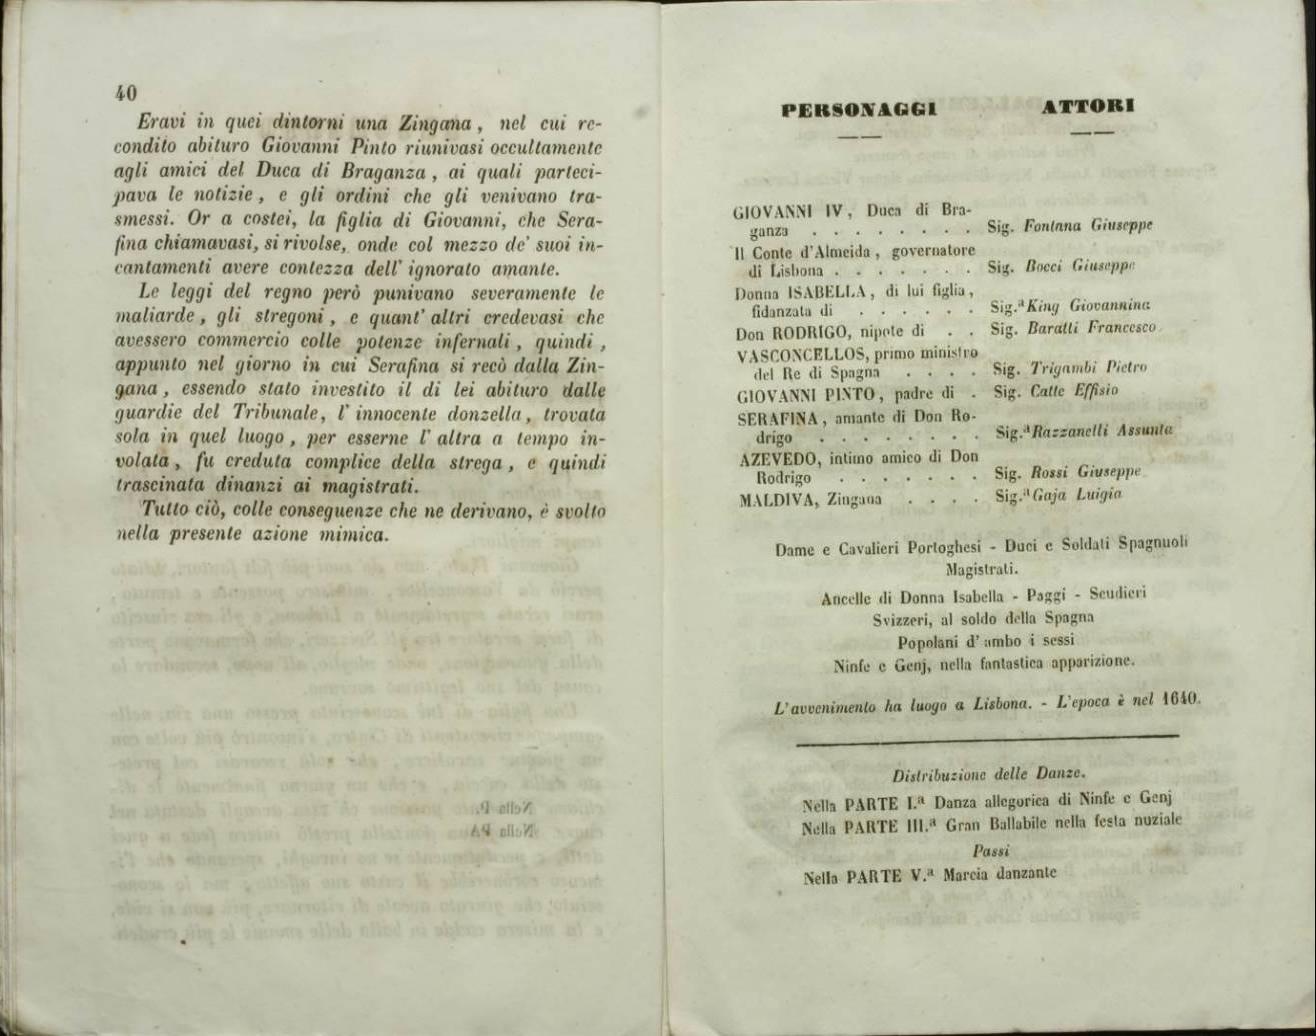 40
Eravi in quei dintorni una Zingana, nel cui re-
condito abituro Giovanni Pinto riunivasi occultamente
agli amici del Duca di Braganza, ai quali parteci-
pava le notizie, e gli ordini che gli venivano tra-
smessi. Or a costei, la figlia di Giovanni, che Sera-
fina chiamavasi, si rivolse, onde col mezzo de' suoi in-
cantamenti avere contezza dell' ignorato amante.
Le leggi del regno però punivano severamente le
maliarde, gli stregoni, e quant' altri credevasi che
avessero commercio colle potenze infernali, quindi,
appunto nel giorno in cui Serafina si recò dalla Zin-
gana, essendo stato investito il di lei abituro dalle
guardie del Tribunale, l' innocente donzella, trovata
sola in quel luogo, per esserne l' altra a tempo in-
volata, fu creduta complice della strega, e quindi
trascinata dinanzi ai magistrati.
Tutto ciò, colle conseguenze che ne derivano, è svolto
nella presente azione mimica.
PERSONAGGI ATTORI
GIOVANNI IV, Duca di Bra-
ganza . . . . . . . . Sig. Fontana Giuseppe
Il Conte d'Almeida, governatore
di Lisbona . . . . . . . Sig. Bocci Giuseppe
Donna ISABELLA, di lui figlia,
fidanzata di . . . . . . Sig.ª King Giovannina
Don RODRIGO, nipote di . . Sig. Baratti Francesco
VASCONCELLOS, primo ministro
del Re di Spagna . . . . Sig. Trigambi Pietro
GIOVANNI PINTO, padre di . Sig. Catte Effisio
SERAFINA, amante di Don Ro-
drigo . . . . . . . . Sig.ª Razzanelli Assunta
AZEVEDO, intimo amico di Don
Rodrigo . . . . . . . Sig. Rossi Giuseppe
MALDIVA, Zingana . . . . Sig.ª Gaja Luigia
Dame e Cavalieri Portoghesi - Duci e Soldati Spagnuoli
Magistrati.
Ancelle di Donna Isabella - Paggi - Scudieri
Svizzeri, al soldo della Spagna
Popolani d' ambo i sessi
Ninfe e Genj, nella fantastica apparizione.
L'avvenimento ha luogo a Lisbona. - L'epoca è nel 1640.
Distribuzione delle Danze.
Nella PARTE I.ª Danza allegorica di Ninfe e Genj
Nella PARTE III.ª Gran Ballabile nella festa nuziale
Passi
Nella PARTE V.ª Marcia danzante